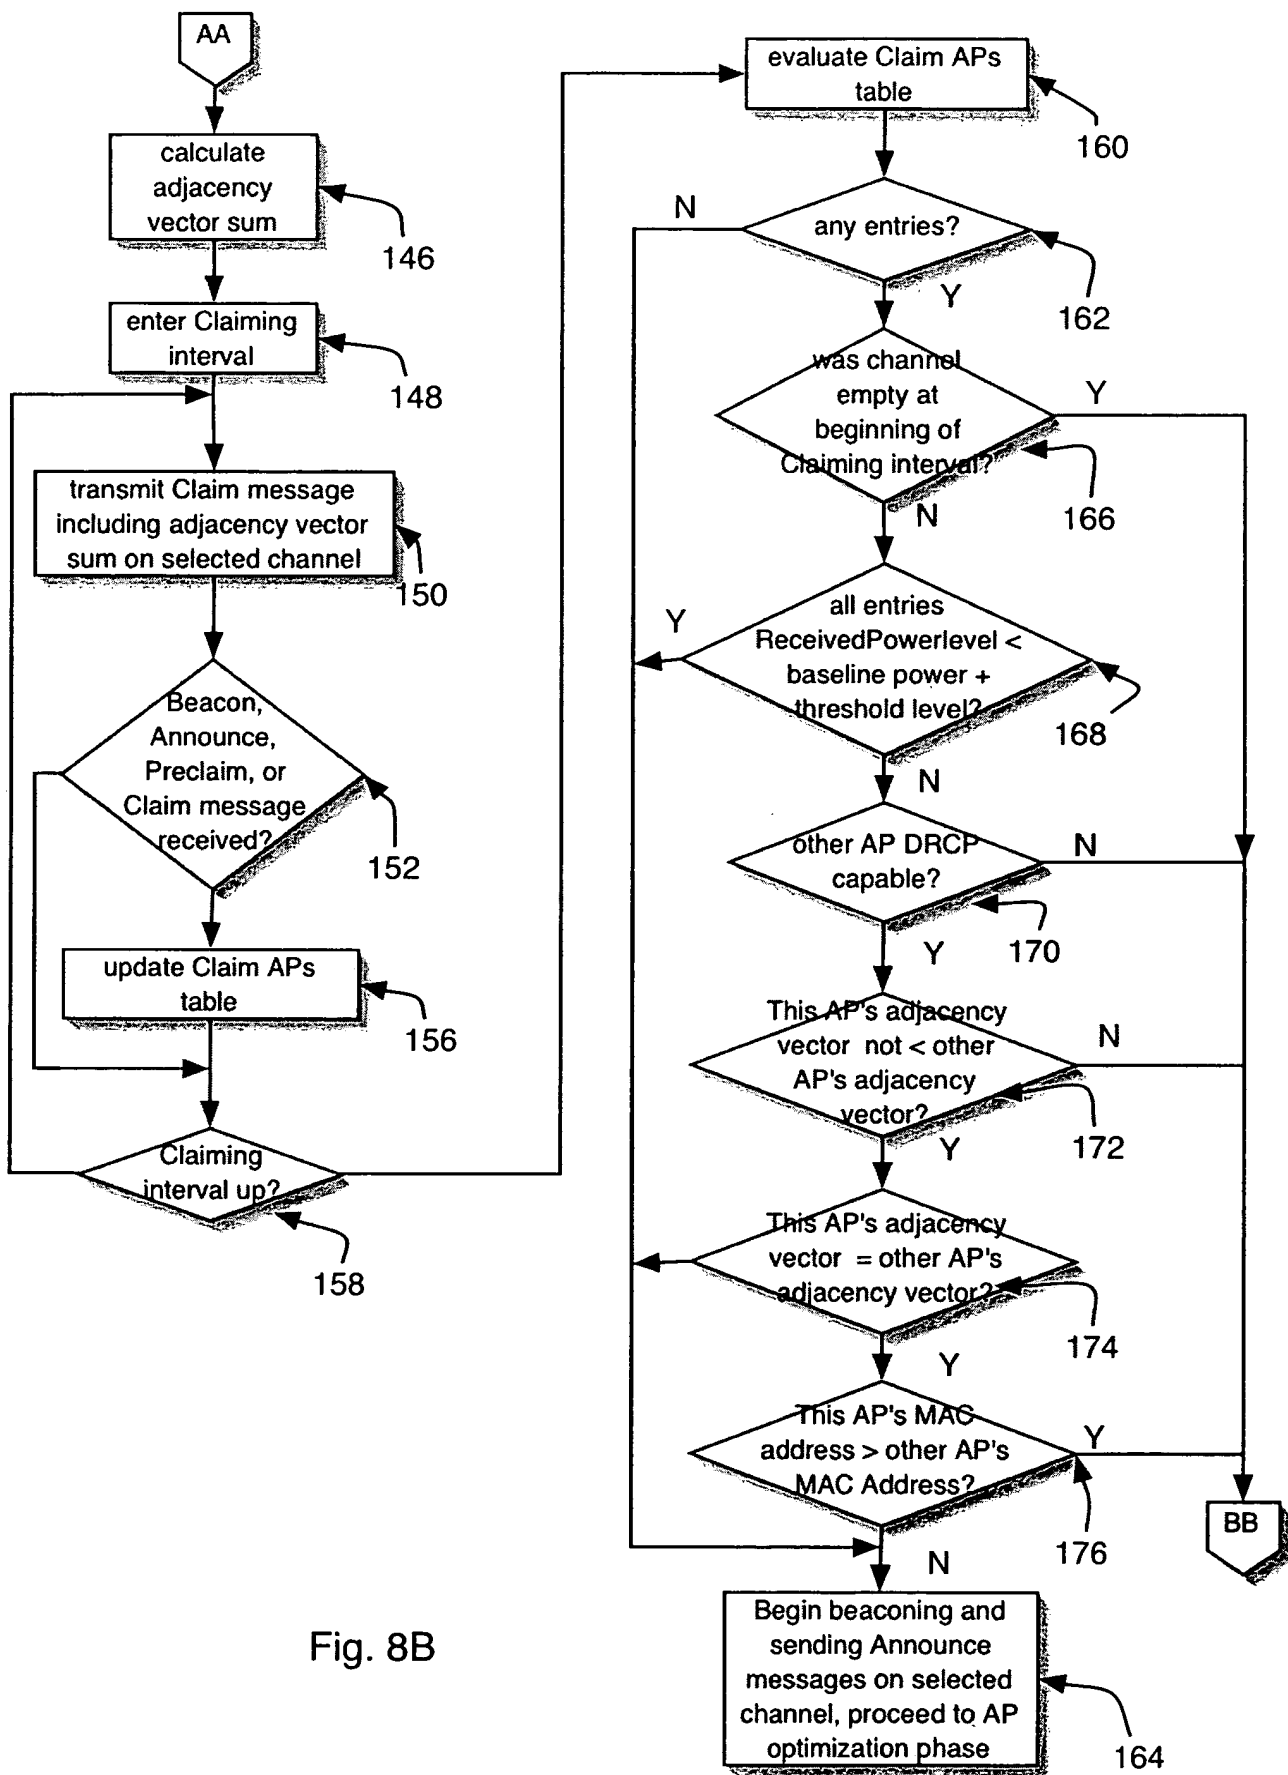 AA
calculate
adjacency
vector sum
146
enter Claiming
interval
148
transmit Claim message
including adjacency vector
sum on selected channel
150
Beacon,
Announce,
Preclaim, or
Claim message
received?
152
update Claim APs
table
156
Claiming
interval up?
158
evaluate Claim APs
table
160
N
any entries?
162
Y
was channel
empty at
beginning of
Claiming interval?
Y
166
N
all entries
ReceivedPowerlevel <
baseline power +
threshold level?
Y
168
N
other AP DRCP
capable?
N
170
Y
This AP's adjacency
vector not < other
AP's adjacency
vector?
N
172
Y
This AP's adjacency
vector = other AP's
adjacency vector?
174
Y
This AP's MAC
address > other AP's
MAC Address?
Y
176
BB
N
Begin beaconing and
sending Announce
messages on selected
channel, proceed to AP
optimization phase
164
Fig. 8B